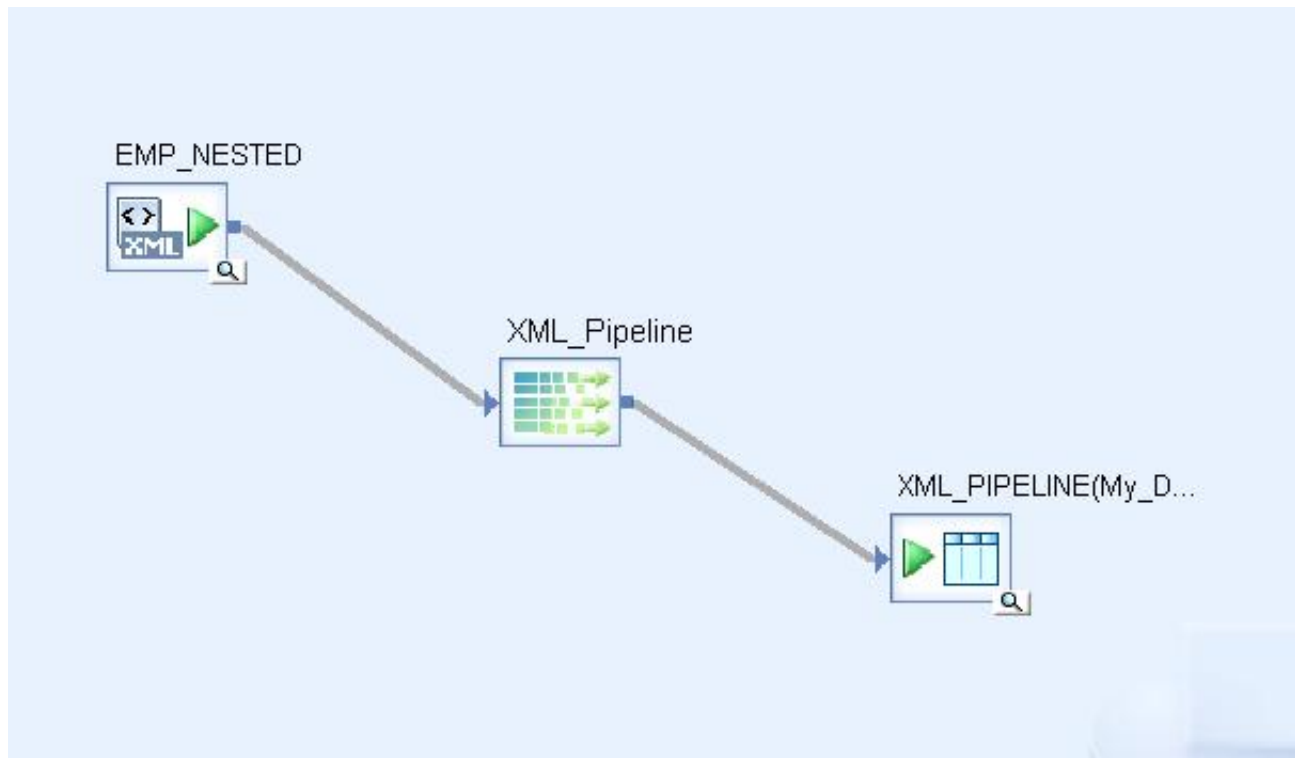 EMP_NESTED
<>
XML
XML_Pipeline
XML_PIPELINE(My_D...